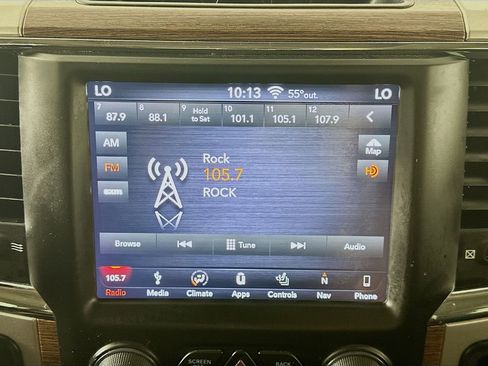 LO 10:13 55°out. LO
7 8 9 10 11 12
87.9 88.1 Hold to Set 101.1 105.1 107.9
AM
Map
Rock
FM
105.7
HD
ROCK
Browse Tune Audio
105.7
Radio Media Climate Apps Controls Nav Phone
N
SCREEN
BACK